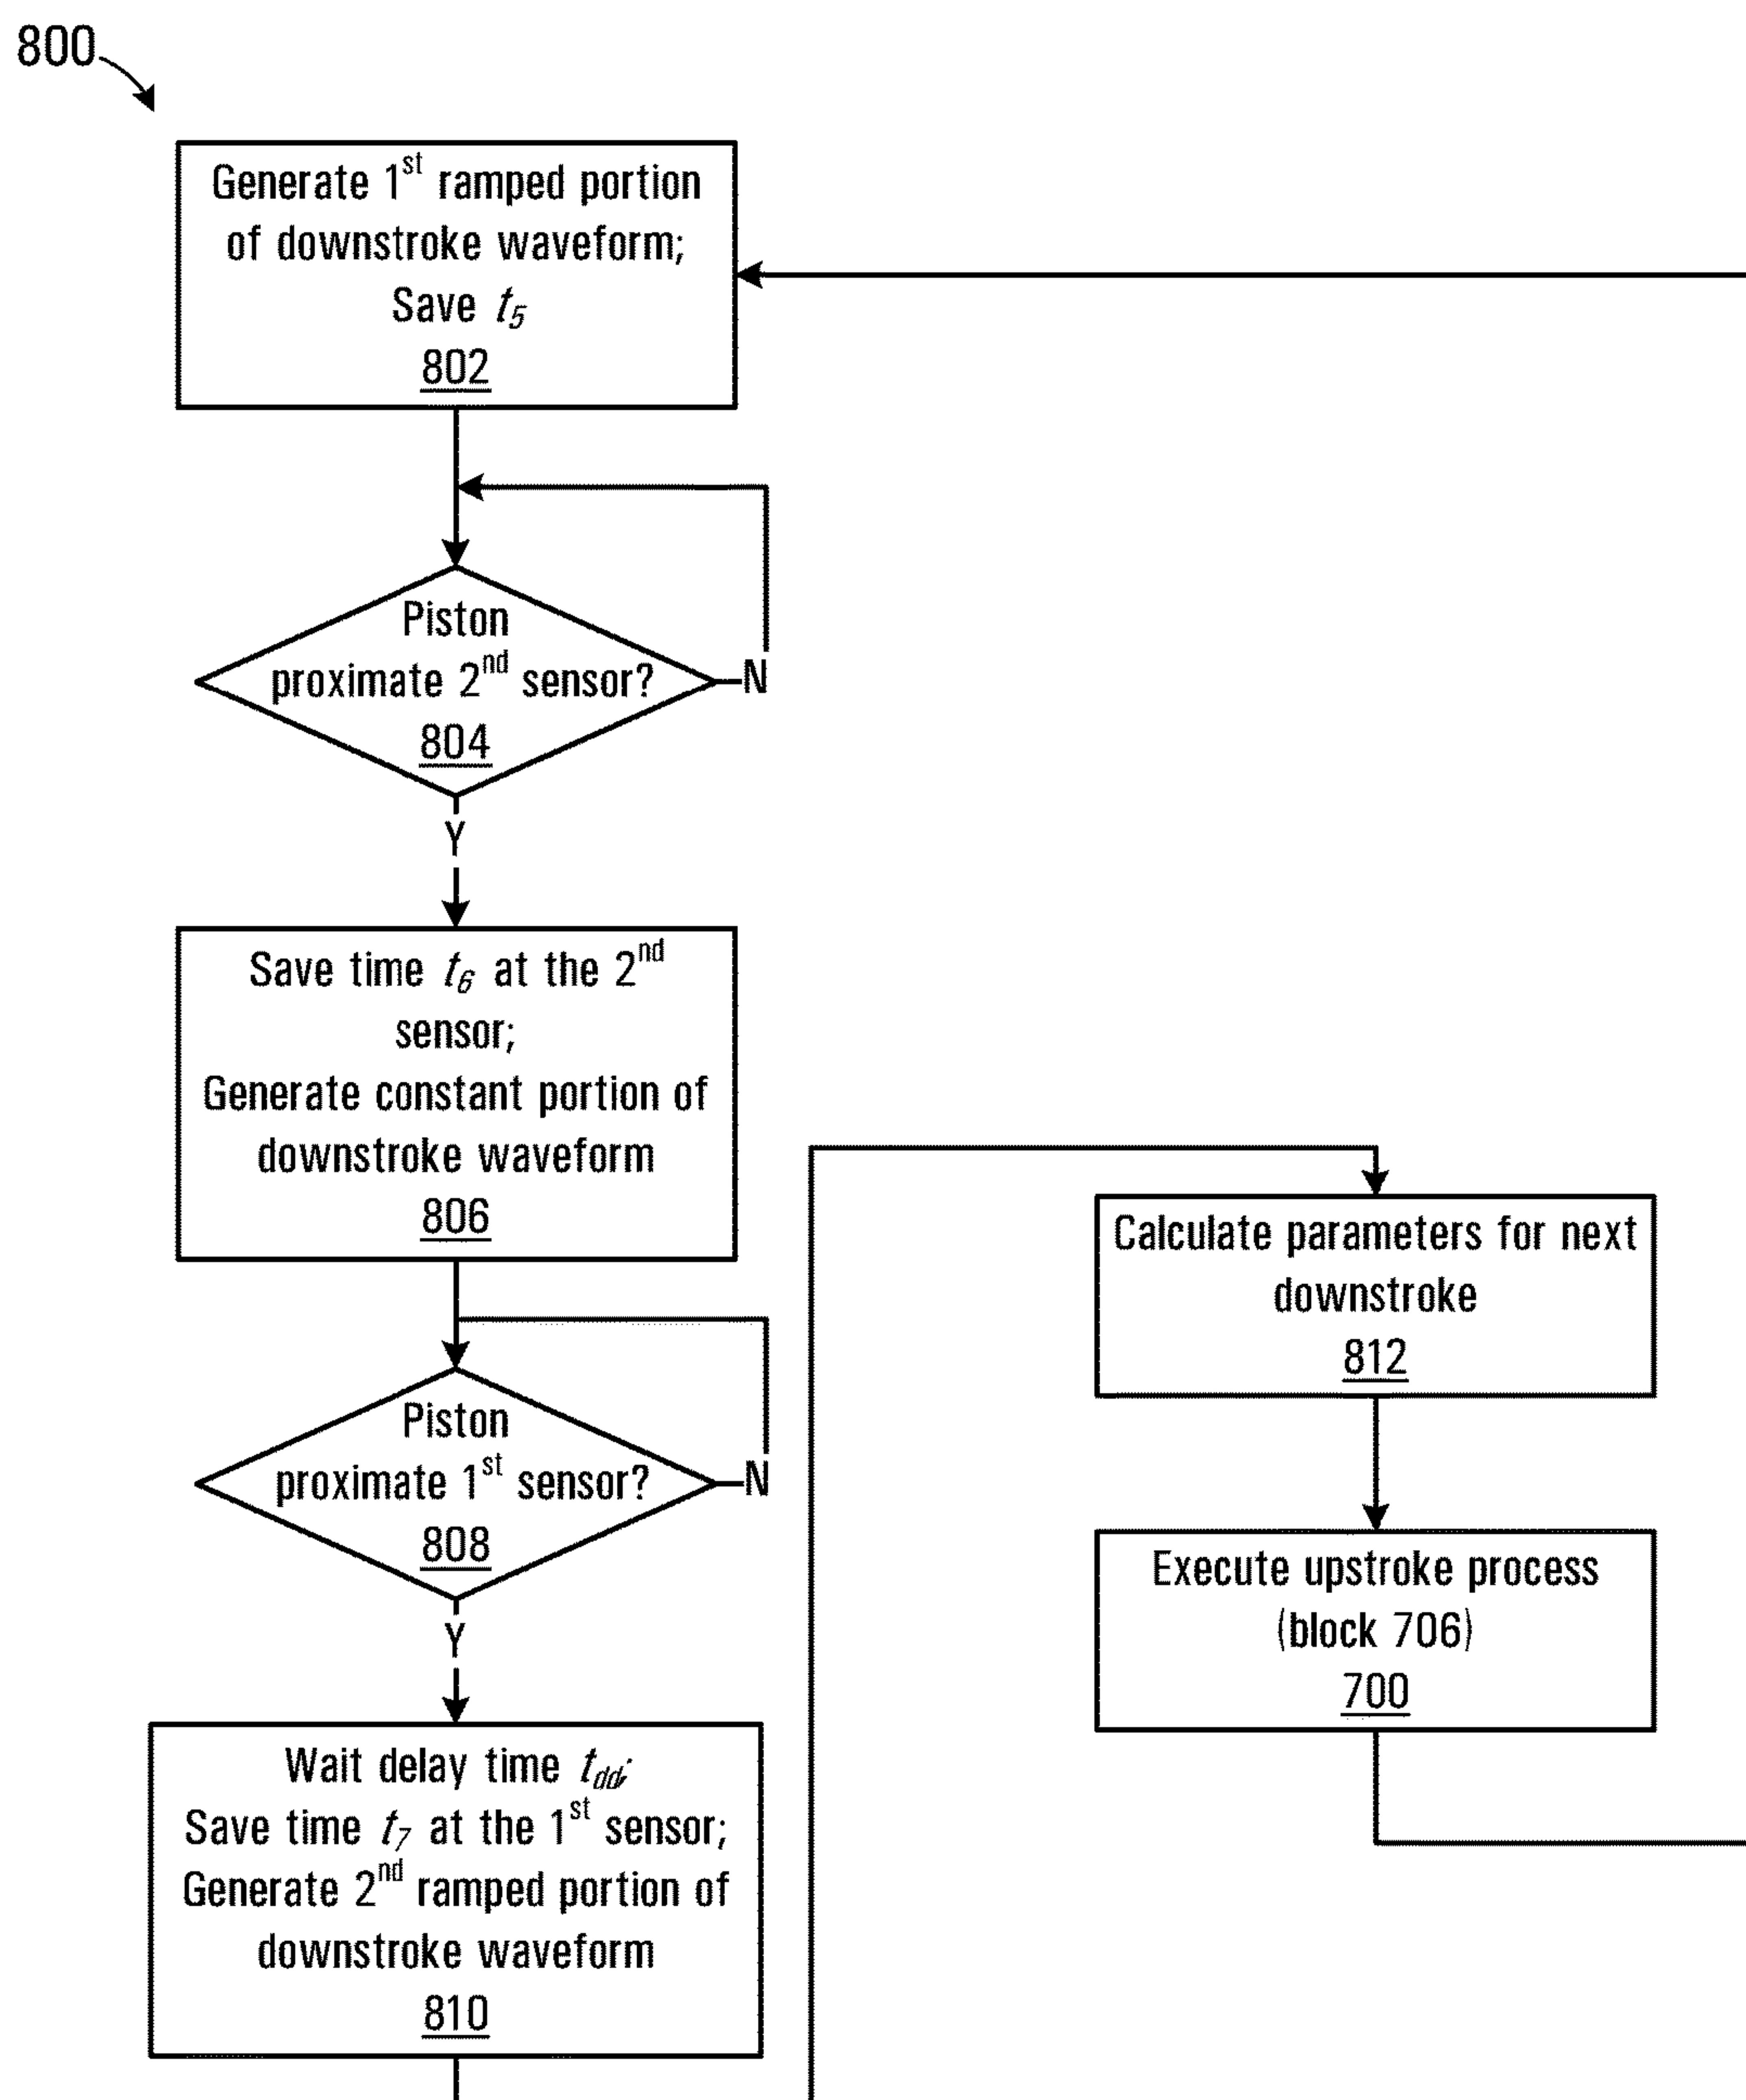 800
Generate 1st ramped portion
of downstroke waveform;
Save t5
802
Piston
proximate 2nd sensor?
804
N
Y
Save time t6 at the 2nd
sensor;
Generate constant portion of
downstroke waveform
806
Piston
proximate 1st sensor?
808
N
Y
Wait delay time tdd;
Save time t7 at the 1st sensor;
Generate 2nd ramped portion of
downstroke waveform
810
Calculate parameters for next
downstroke
812
Execute upstroke process
(block 706)
700